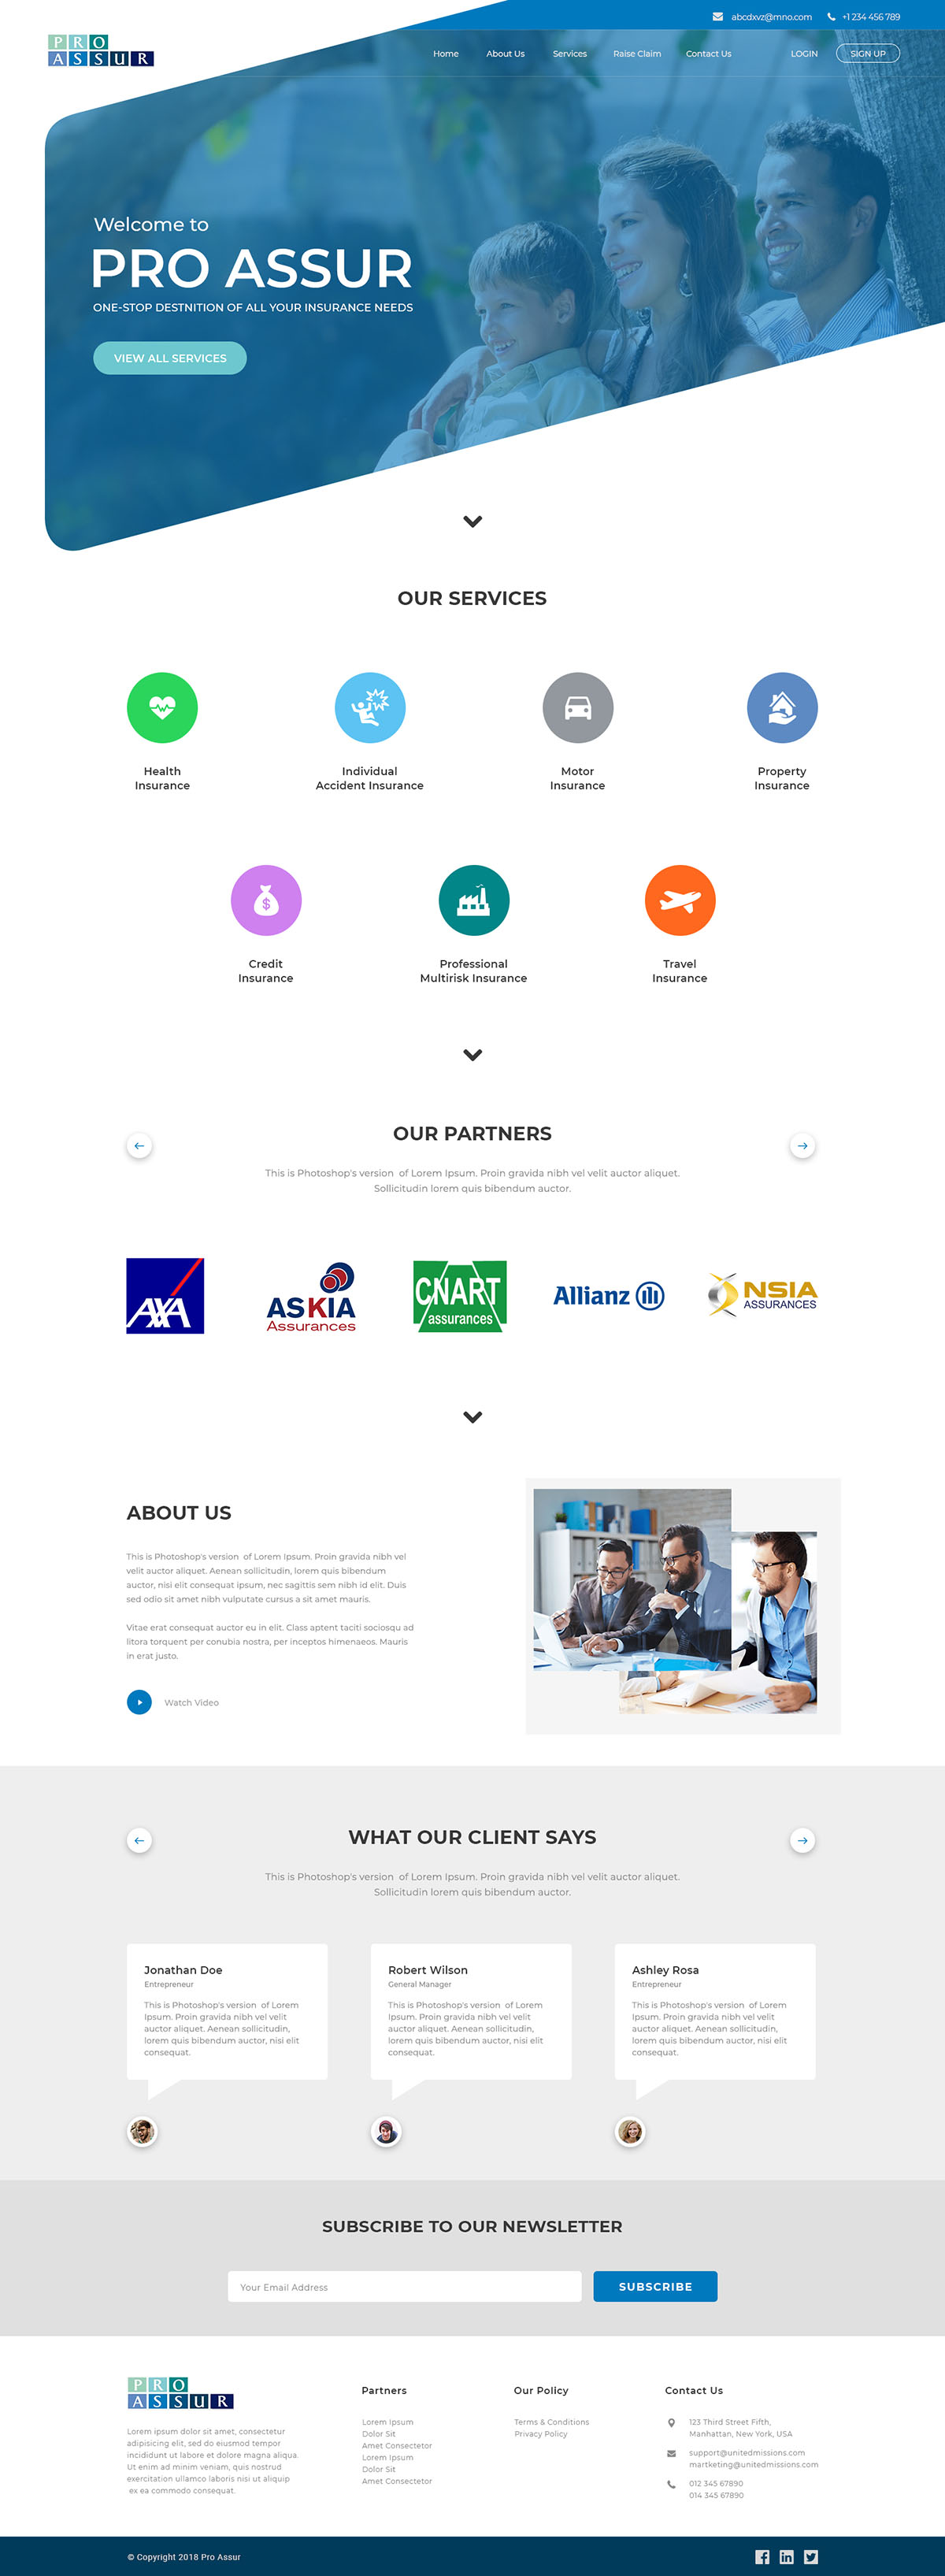 abcdxvz@mno.com +1 234 456 789
PRO
ASSUR
Home About Us Services Raise Claim Contact Us LOGIN SIGN UP
Welcome to
PRO ASSUR
ONE-STOP DESTNITION OF ALL YOUR INSURANCE NEEDS
VIEW ALL SERVICES
OUR SERVICES
Health
Insurance
Individual
Accident Insurance
Motor
Insurance
Property
Insurance
Credit
Insurance
Professional
Multirisk Insurance
Travel
Insurance
OUR PARTNERS
This is Photoshop's version of Lorem Ipsum. Proin gravida nibh vel velit auctor aliquet.
Sollicitudin lorem quis bibendum auctor.
AXA
ASKIA
Assurances
CNART
assurances
Allianz
NSIA
ASSURANCES
ABOUT US
This is Photoshop's version of Lorem Ipsum. Proin gravida nibh vel
velit auctor aliquet. Aenean sollicitudin, lorem quis bibendum
auctor, nisi elit consequat ipsum, nec sagittis sem nibh id elit. Duis
sed odio sit amet nibh vulputate cursus a sit amet mauris.
Vitae erat consequat auctor eu in elit. Class aptent taciti sociosqu ad
litora torquent per conubia nostra, per inceptos himenaeos. Mauris
in erat justo.
Watch Video
WHAT OUR CLIENT SAYS
This is Photoshop's version of Lorem Ipsum. Proin gravida nibh vel velit auctor aliquet.
Sollicitudin lorem quis bibendum auctor.
Jonathan Doe
Entrepreneur
This is Photoshop's version of Lorem
Ipsum. Proin gravida nibh vel velit
auctor aliquet. Aenean sollicitudin,
lorem quis bibendum auctor, nisi elit
consequat.
Robert Wilson
General Manager
This is Photoshop's version of Lorem
Ipsum. Proin gravida nibh vel velit
auctor aliquet. Aenean sollicitudin,
lorem quis bibendum auctor, nisi elit
consequat.
Ashley Rosa
Entrepreneur
This is Photoshop's version of Lorem
Ipsum. Proin gravida nibh vel velit
auctor aliquet. Aenean sollicitudin,
lorem quis bibendum auctor, nisi elit
consequat.
SUBSCRIBE TO OUR NEWSLETTER
Your Email Address
SUBSCRIBE
PRO
ASSUR
Lorem ipsum dolor sit amet, consectetur
adipisicing elit, sed do eiusmod tempor
incididunt ut labore et dolore magna aliqua.
Ut enim ad minim veniam, quis nostrud
exercitation ullamco laboris nisi ut aliquip
ex ea commodo consequat.
Partners
Lorem Ipsum
Dolor Sit
Amet Consectetor
Lorem Ipsum
Dolor Sit
Amet Consectetor
Our Policy
Terms & Conditions
Privacy Policy
Contact Us
123 Third Street Fifth,
Manhattan, New York, USA
support@unitedmissions.com
martketing@unitedmissions.com
012 345 67890
014 345 67890
© Copyright 2018 Pro Assur